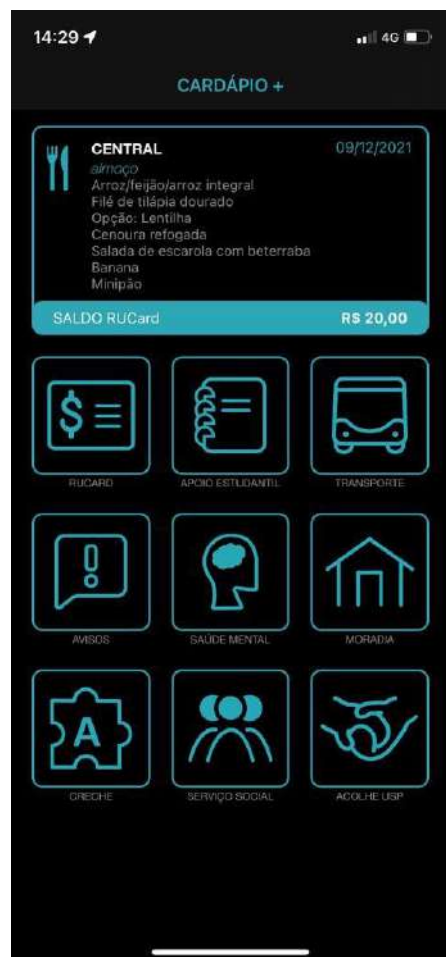 14:29
4G
CARDÁPIO +
CENTRAL 09/12/2021
almoço
Arroz/feijão/arroz integral
Filé de tilápia dourado
Opção: Lentilha
Cenoura refogada
Salada de escarola com beterraba
Banana
Minipão
SALDO RUCard R$ 20,00
$
RUCARD APOIO ESTUDANTIL TRANSPORTE
!
AVISOS SAÚDE MENTAL MORADIA
A
CRECHE SERVIÇO SOCIAL ACOLHE USP